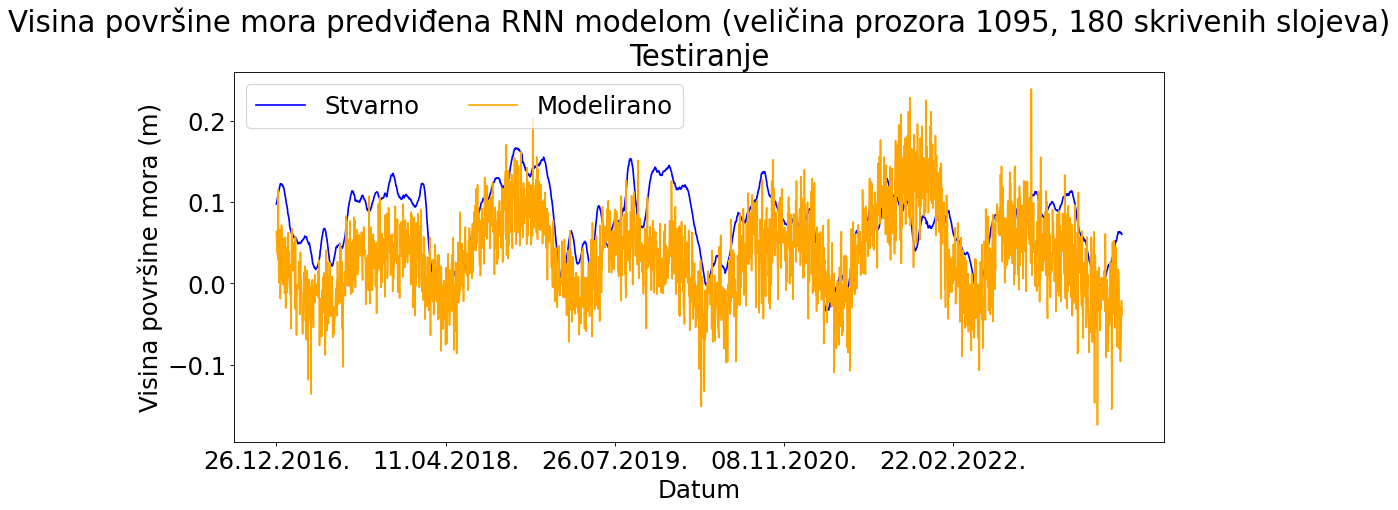 Visina površine mora predviđena RNN modelom (veličina prozora 1095, 180 skrivenih slojeva)
Testiranje
Stvarno Modelirano
Visina površine mora (m)
0.2
0.1
0.0
−0.1
26.12.2016. 11.04.2018. 26.07.2019. 08.11.2020. 22.02.2022.
Datum